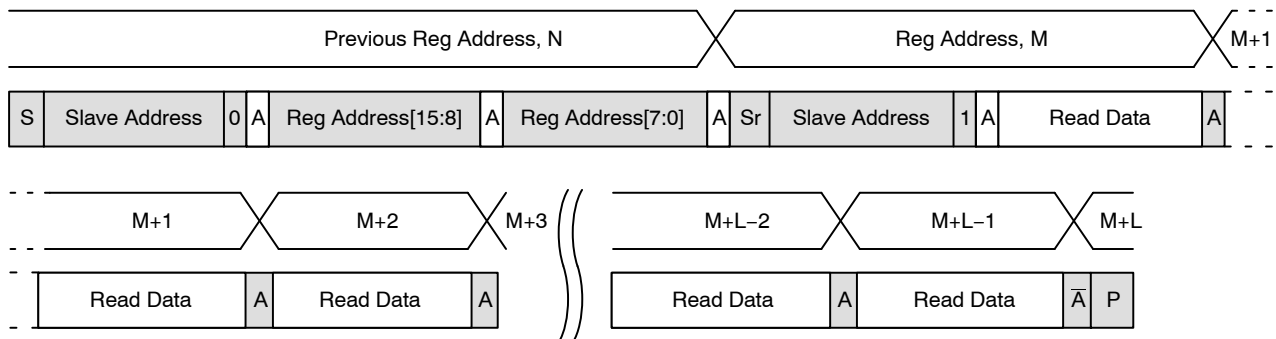 Previous Reg Address, N Reg Address, M M+1
S Slave Address 0 A Reg Address[15:8] A Reg Address[7:0] A Sr Slave Address 1 A Read Data A
M+1 M+2 M+3 M+L−2 M+L−1 M+L
Read Data A Read Data A Read Data A Read Data A̅ P